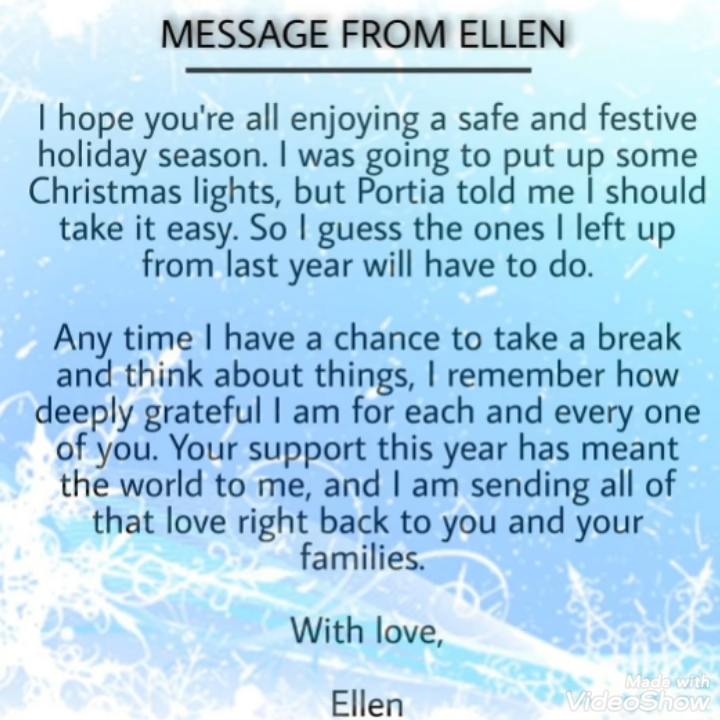 MESSAGE FROM ELLEN
I hope you're all enjoying a safe and festive
holiday season. I was going to put up some
Christmas lights, but Portia told me I should
take it easy. So I guess the ones I left up
from last year will have to do.
Any time I have a chance to take a break
and think about things, I remember how
deeply grateful I am for each and every one
of you. Your support this year has meant
the world to me, and I am sending all of
that love right back to you and your
families.
With love,
Ellen
Made with
VideoShow